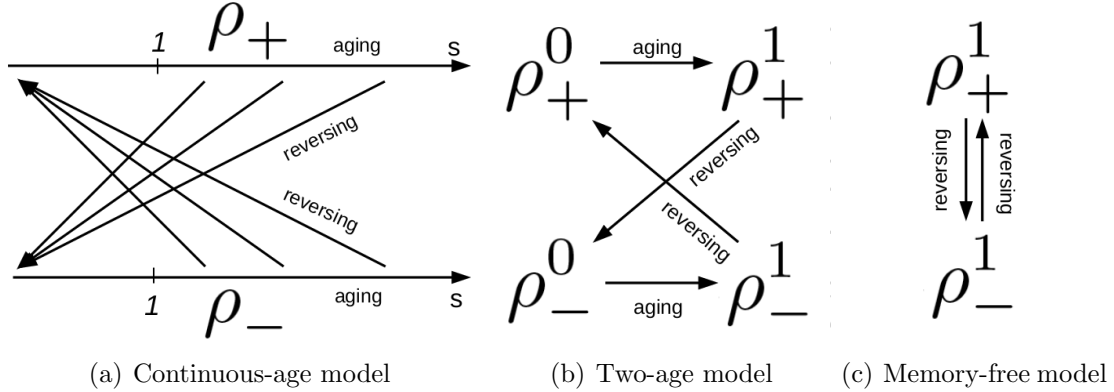 1 ρ₊ aging s
reversing
reversing
1 ρ₋ aging s
(a) Continuous-age model
ρ₊⁰ aging ρ₊¹
reversing
reversing
ρ₋⁰ aging ρ₋¹
(b) Two-age model
ρ₊¹
reversing reversing
ρ₋¹
(c) Memory-free model